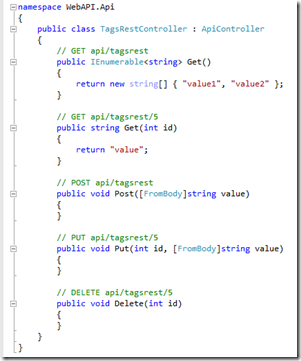 namespace WebAPI.Api
{
    public class TagsRestController : ApiController
    {
        // GET api/tagsrest
        public IEnumerable<string> Get()
        {
            return new string[] { "value1", "value2" };
        }

        // GET api/tagsrest/5
        public string Get(int id)
        {
            return "value";
        }

        // POST api/tagsrest
        public void Post([FromBody]string value)
        {
        }

        // PUT api/tagsrest/5
        public void Put(int id, [FromBody]string value)
        {
        }

        // DELETE api/tagsrest/5
        public void Delete(int id)
        {
        }
    }
}